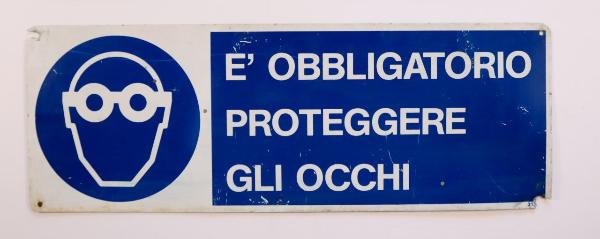 E' OBBLIGATORIO
PROTEGGERE
GLI OCCHI